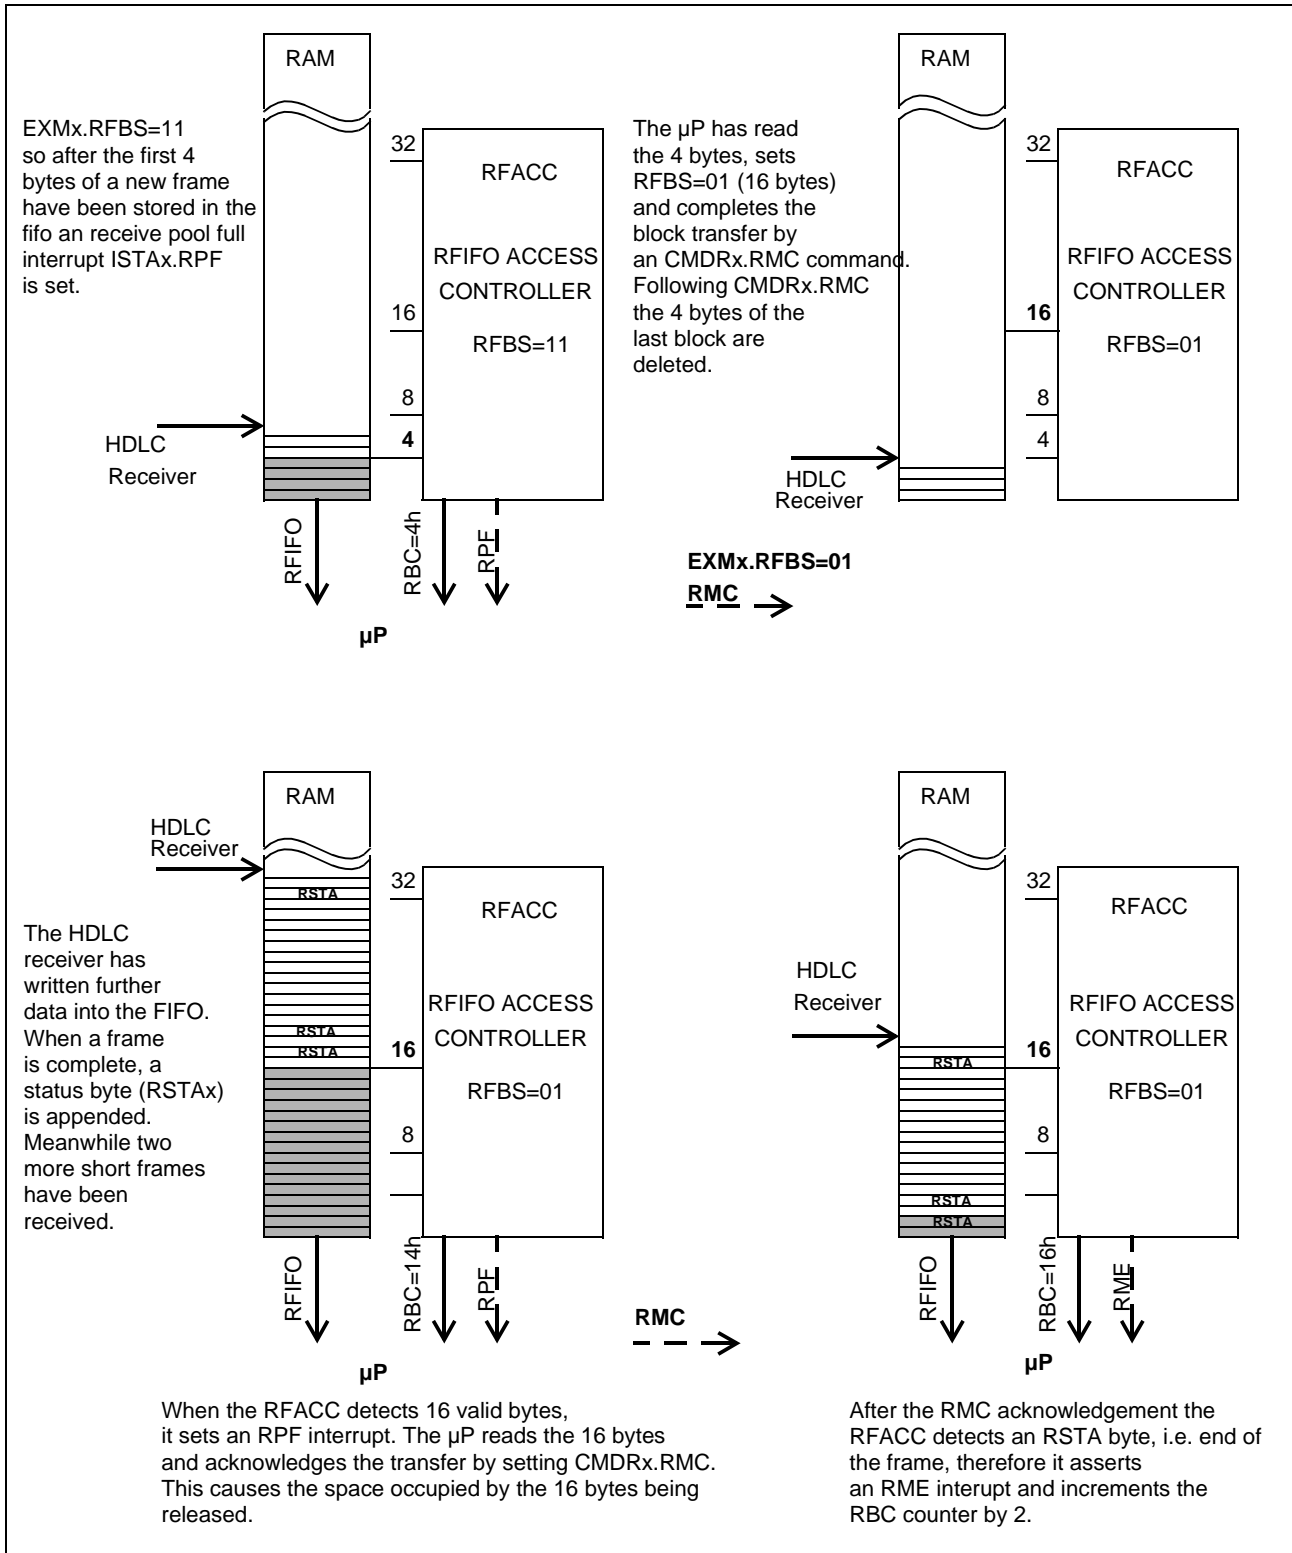 RAM
EXMx.RFBS=11
so after the first 4
bytes of a new frame
have been stored in the
fifo an receive pool full
interrupt ISTAx.RPF
is set.
32
RFACC
RFIFO ACCESS
CONTROLLER
16
RFBS=11
8
4
HDLC
Receiver
RFIFO
RBC=4h
RPF
µP
RAM
The µP has read
the 4 bytes, sets
RFBS=01 (16 bytes)
and completes the
block transfer by
an CMDRx.RMC command.
Following CMDRx.RMC
the 4 bytes of the
last block are
deleted.
RFACC
RFIFO ACCESS
CONTROLLER
16
RFBS=01
8
4
HDLC
Receiver
EXMx.RFBS=01
RMC
RAM
HDLC
Receiver
32
RSTA
RFACC
The HDLC
receiver has
written further
data into the FIFO.
When a frame
is complete, a
status byte (RSTAx)
is appended.
Meanwhile two
more short frames
have been
received.
RFIFO ACCESS
CONTROLLER
RSTA
RSTA
16
RFBS=01
8
RFIFO
RBC=14h
RPF
µP
RMC
When the RFACC detects 16 valid bytes,
it sets an RPF interrupt. The µP reads the 16 bytes
and acknowledges the transfer by setting CMDRx.RMC.
This causes the space occupied by the 16 bytes being
released.
RAM
32
RFACC
HDLC
Receiver
RFIFO ACCESS
CONTROLLER
16
RSTA
RFBS=01
8
RSTA
RSTA
RFIFO
RBC=16h
RME
µP
After the RMC acknowledgement the
RFACC detects an RSTA byte, i.e. end of
the frame, therefore it asserts
an RME interupt and increments the
RBC counter by 2.